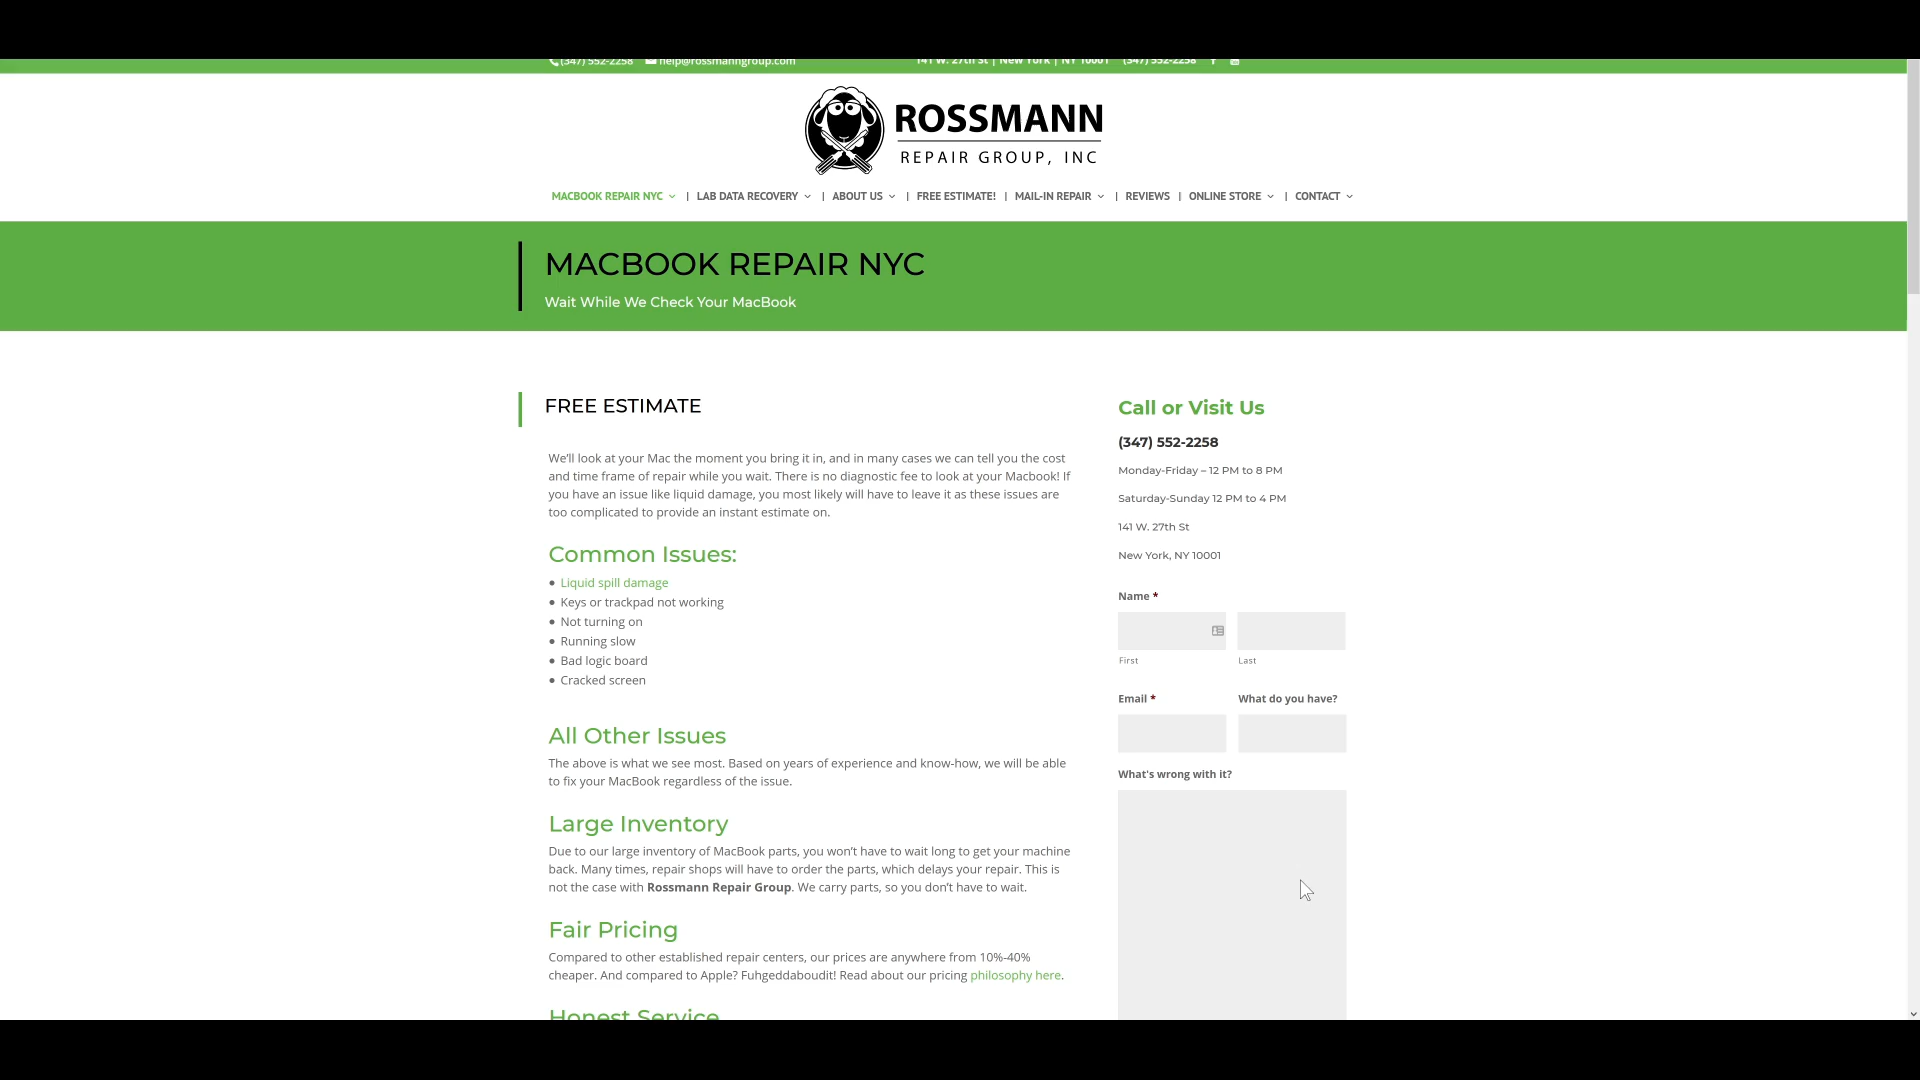 (347) 552-2258 help@rossmanngroup.com 141 W. 27th St | New York | NY 10001 (347) 552-2258
ROSSMANN
REPAIR GROUP, INC
MACBOOK REPAIR NYC | LAB DATA RECOVERY | ABOUT US | FREE ESTIMATE! | MAIL-IN REPAIR | REVIEWS | ONLINE STORE | CONTACT
MACBOOK REPAIR NYC
Wait While We Check Your MacBook
FREE ESTIMATE
We'll look at your Mac the moment you bring it in, and in many cases we can tell you the cost
and time frame of repair while you wait. There is no diagnostic fee to look at your Macbook! If
you have an issue like liquid damage, you most likely will have to leave it as these issues are
too complicated to provide an instant estimate on.
Common Issues:
Liquid spill damage
Keys or trackpad not working
Not turning on
Running slow
Bad logic board
Cracked screen
All Other Issues
The above is what we see most. Based on years of experience and know-how, we will be able
to fix your MacBook regardless of the issue.
Large Inventory
Due to our large inventory of MacBook parts, you won't have to wait long to get your machine
back. Many times, repair shops will have to order the parts, which delays your repair. This is
not the case with Rossmann Repair Group. We carry parts, so you don't have to wait.
Fair Pricing
Compared to other established repair centers, our prices are anywhere from 10%-40%
cheaper. And compared to Apple? Fuhgeddaboudit! Read about our pricing philosophy here.
Honest Service
Call or Visit Us
(347) 552-2258
Monday-Friday – 12 PM to 8 PM
Saturday-Sunday 12 PM to 4 PM
141 W. 27th St
New York, NY 10001
Name *
First Last
Email * What do you have?
What's wrong with it?